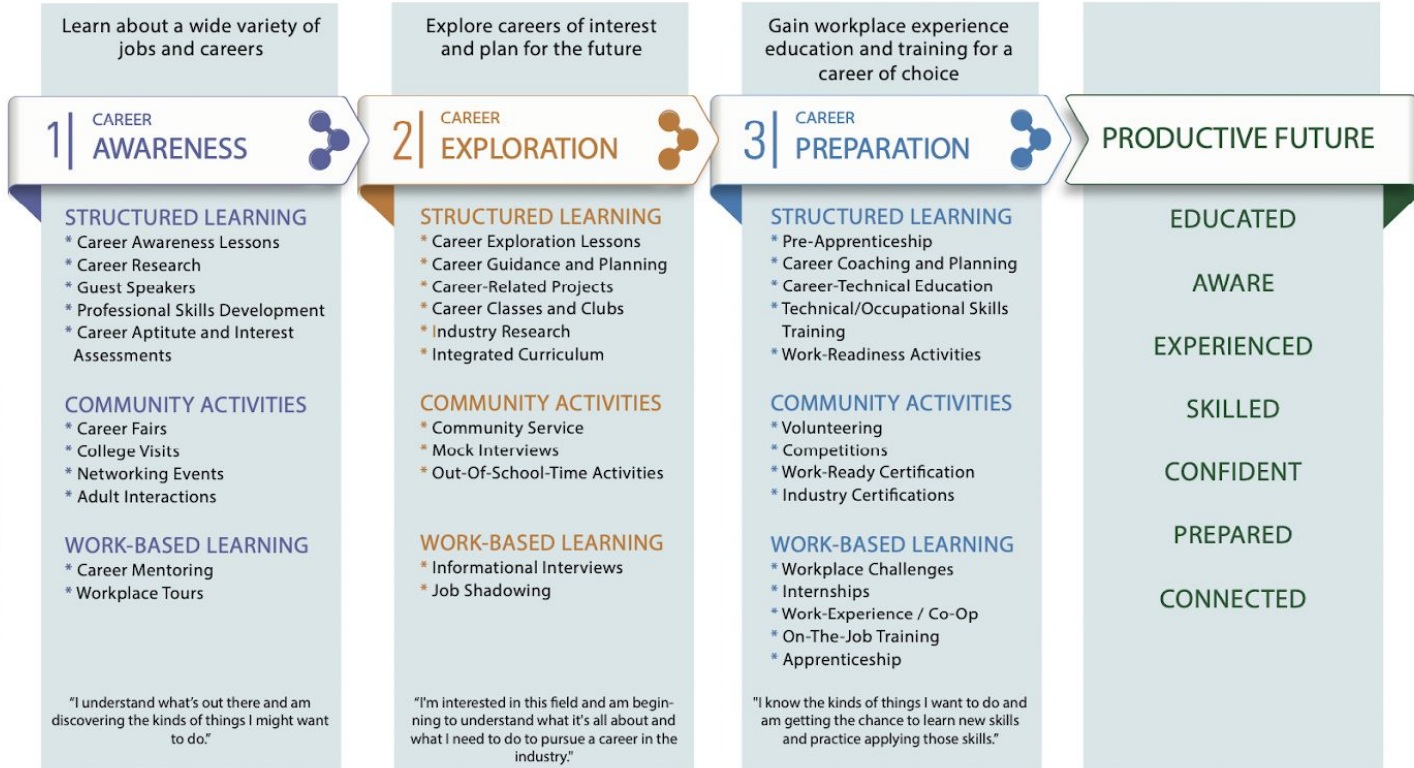 Learn about a wide variety of
jobs and careers
1 | CAREER
AWARENESS
STRUCTURED LEARNING
* Career Awareness Lessons
* Career Research
* Guest Speakers
* Professional Skills Development
* Career Aptitute and Interest
Assessments
COMMUNITY ACTIVITIES
* Career Fairs
* College Visits
* Networking Events
* Adult Interactions
WORK-BASED LEARNING
* Career Mentoring
* Workplace Tours
"I understand what's out there and am
discovering the kinds of things I might want
to do."
Explore careers of interest
and plan for the future
2 | CAREER
EXPLORATION
STRUCTURED LEARNING
* Career Exploration Lessons
* Career Guidance and Planning
* Career-Related Projects
* Career Classes and Clubs
* Industry Research
* Integrated Curriculum
COMMUNITY ACTIVITIES
* Community Service
* Mock Interviews
* Out-Of-School-Time Activities
WORK-BASED LEARNING
* Informational Interviews
* Job Shadowing
"I'm interested in this field and am begin-
ning to understand what it's all about and
what I need to do to pursue a career in the
industry."
Gain workplace experience
education and training for a
career of choice
3 | CAREER
PREPARATION
STRUCTURED LEARNING
* Pre-Apprenticeship
* Career Coaching and Planning
* Career-Technical Education
* Technical/Occupational Skills
Training
* Work-Readiness Activities
COMMUNITY ACTIVITIES
* Volunteering
* Competitions
* Work-Ready Certification
* Industry Certifications
WORK-BASED LEARNING
* Workplace Challenges
* Internships
* Work-Experience / Co-Op
* On-The-Job Training
* Apprenticeship
"I know the kinds of things I want to do and
am getting the chance to learn new skills
and practice applying those skills."
PRODUCTIVE FUTURE
EDUCATED
AWARE
EXPERIENCED
SKILLED
CONFIDENT
PREPARED
CONNECTED